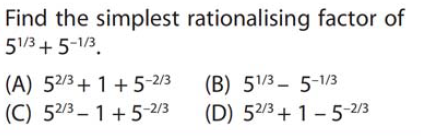 Find the simplest rationalising factor of
5^{1/3} + 5^{-1/3}.
(A) 5^{2/3} + 1 + 5^{-2/3} (B) 5^{1/3} – 5^{-1/3}
(C) 5^{2/3} – 1 + 5^{-2/3} (D) 5^{2/3} + 1 – 5^{-2/3}